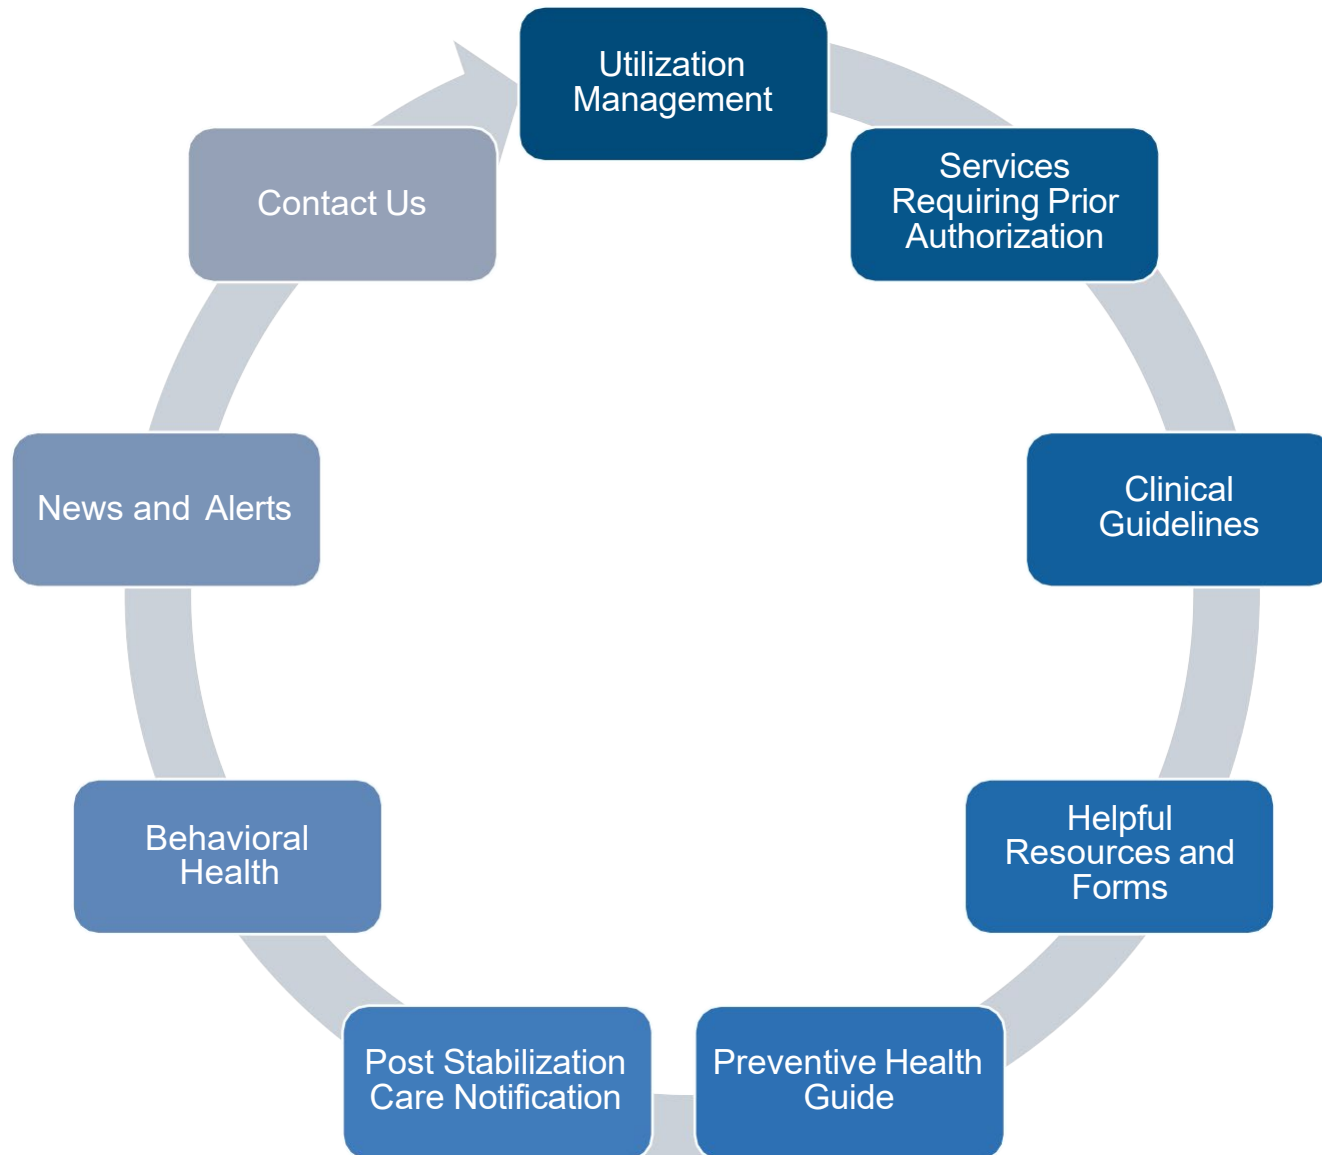 Utilization
Management
Services
Requiring Prior
Authorization
Clinical
Guidelines
Helpful
Resources and
Forms
Preventive Health
Guide
Post Stabilization
Care Notification
Behavioral
Health
News and Alerts
Contact Us